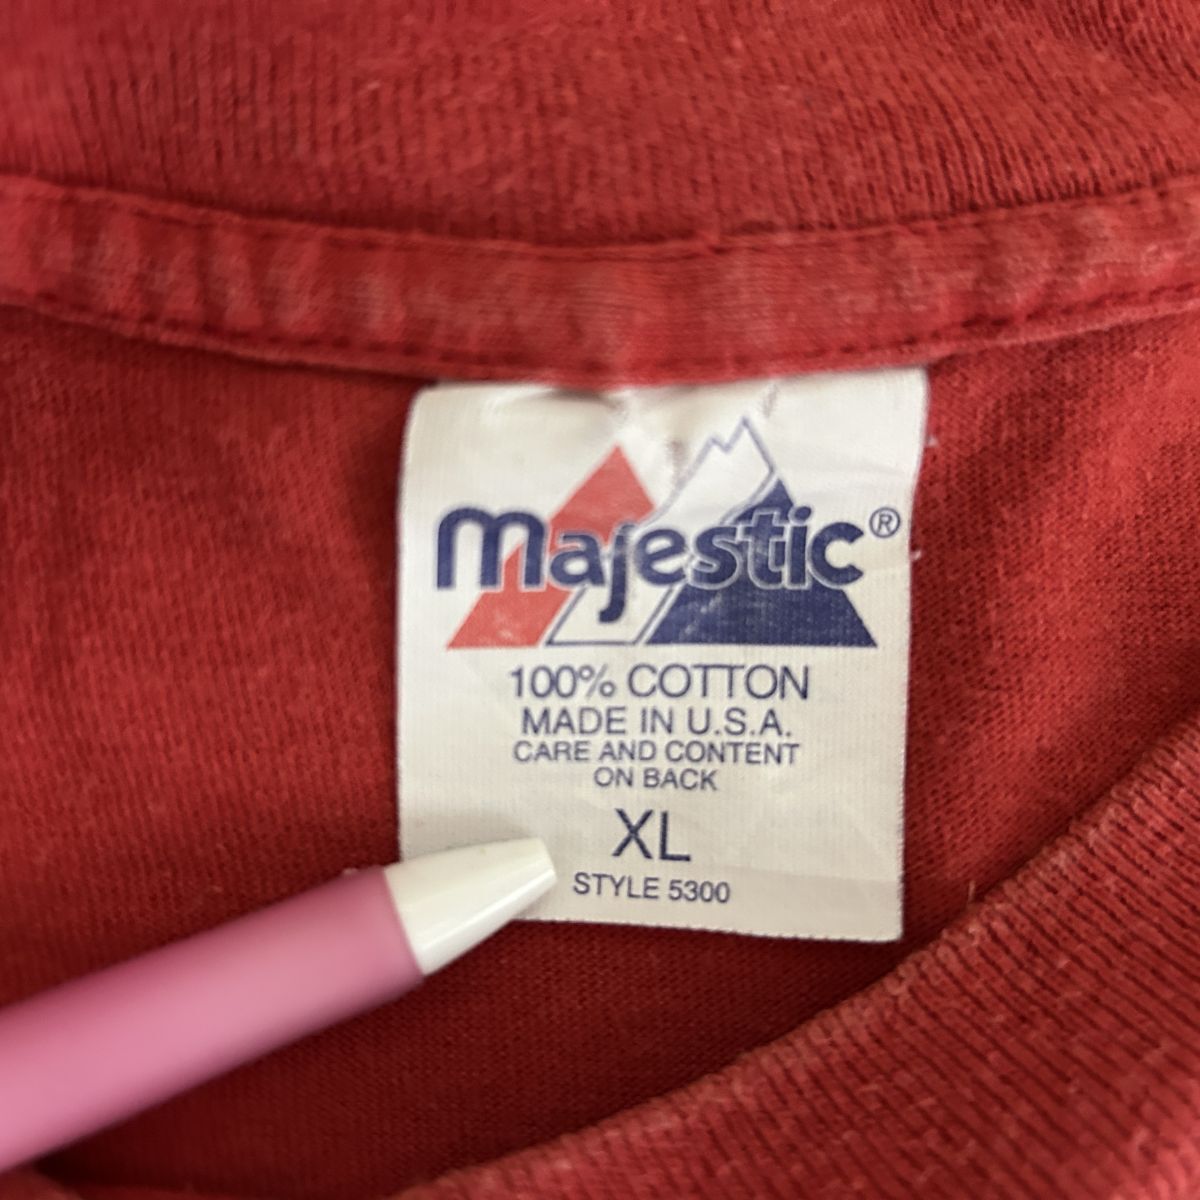 Majestic®
100% COTTON
MADE IN U.S.A.
CARE AND CONTENT
ON BACK
XL
STYLE 5300